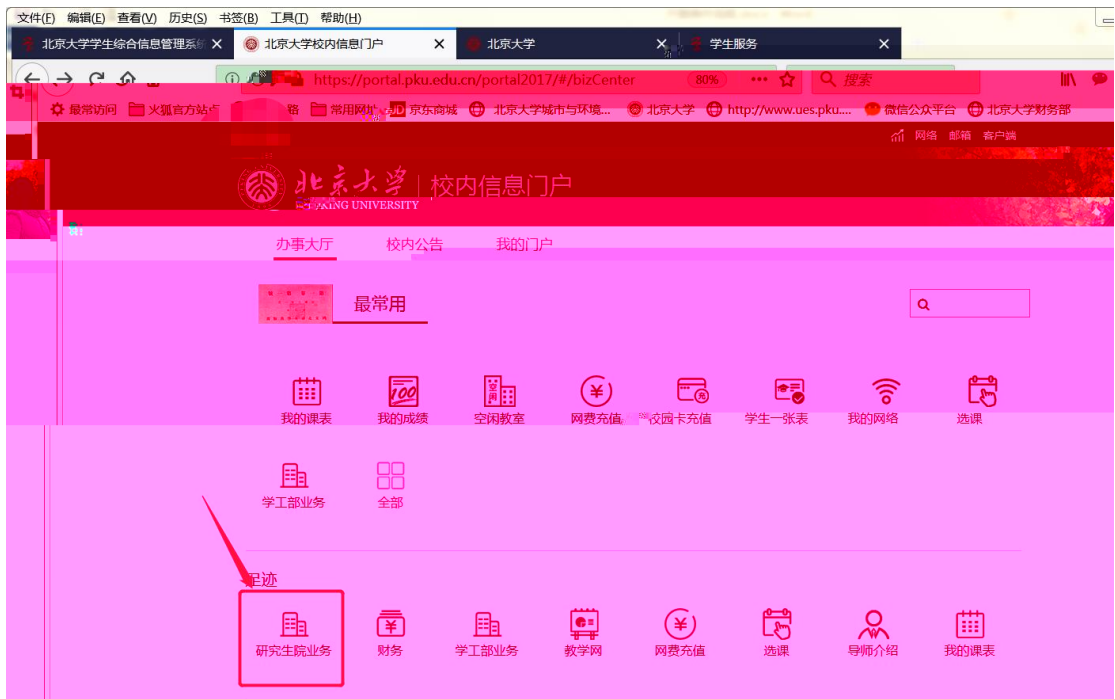 文件(F) 编辑(E) 查看(V) 历史(S) 书签(B) 工具(T) 帮助(H)
北京大学学生综合信息管理系统 北京大学校内信息门户 北京大学 学生服务
https://portal.pku.edu.cn/portal2017/#/bizCenter 80% 搜索
最常访问 火狐官方站点 常用网址 JD 京东商城 北京大学城市与环境... 北京大学 http://www.ues.pku.... 微信公众平台 北京大学财务部
网络 邮箱 客户端
北京大学 校内信息门户
PEKING UNIVERSITY
办事大厅 校内公告 我的门户
最常用
我的课表 我的成绩 空闲教室 网费充值 校园卡充值 学生一张表 我的网络 选课
学工部业务 全部
足迹
研究生院业务 财务 学工部业务 教学网 网费充值 选课 导师介绍 我的课表